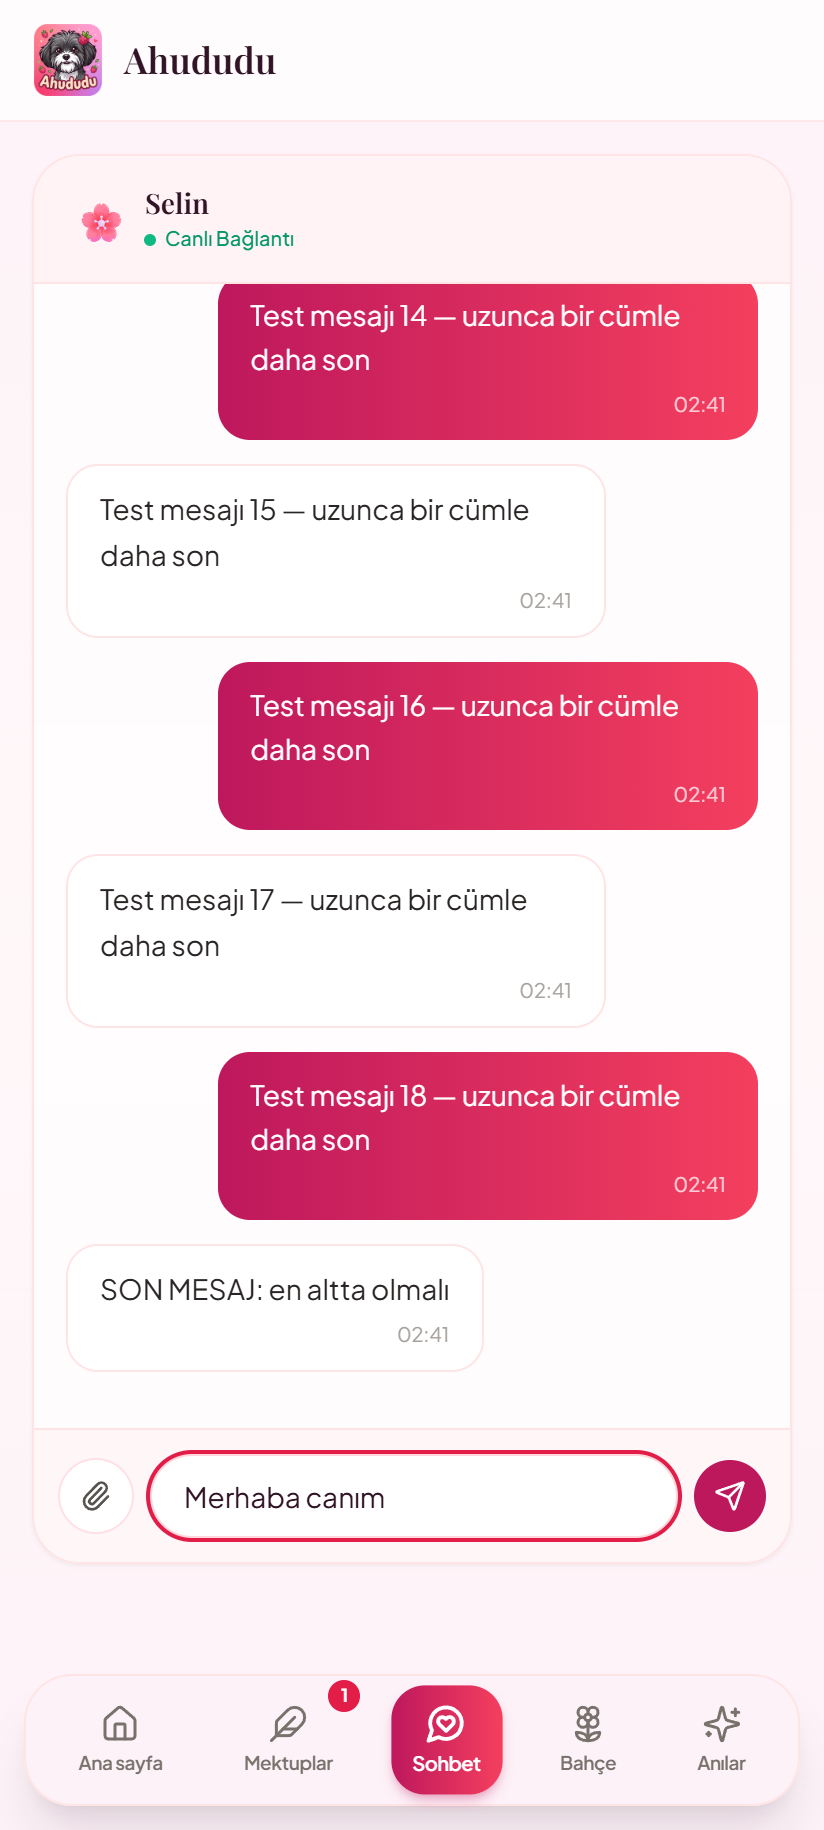 Ahududu
Ahududu
Selin
Canlı Bağlantı
Test mesajı 14 — uzunca bir cümle
daha son
02:41
Test mesajı 15 — uzunca bir cümle
daha son
02:41
Test mesajı 16 — uzunca bir cümle
daha son
02:41
Test mesajı 17 — uzunca bir cümle
daha son
02:41
Test mesajı 18 — uzunca bir cümle
daha son
02:41
SON MESAJ: en altta olmalı
02:41
Merhaba canım
1
Ana sayfa
Mektuplar
Sohbet
Bahçe
Anılar